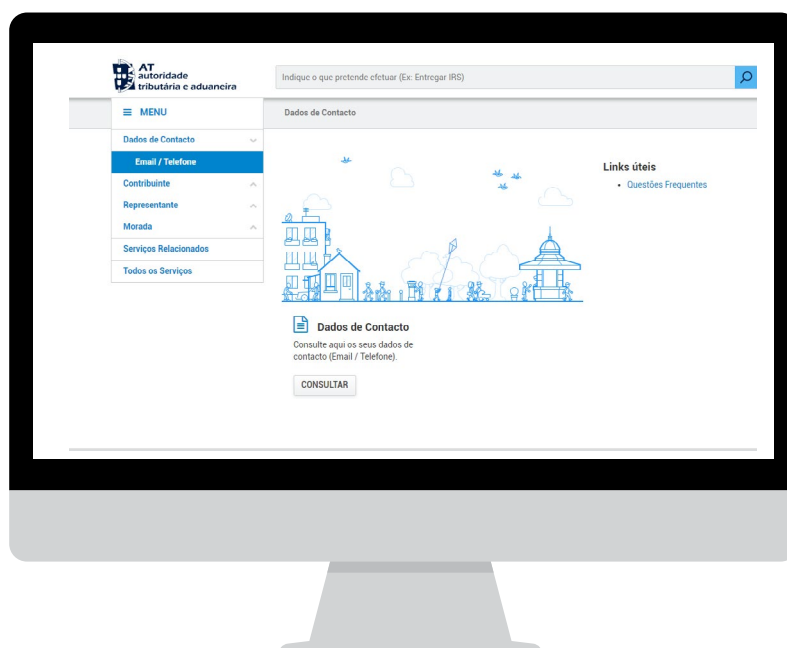 AT
autoridade
tributária e aduaneira
Indique o que pretende efetuar (Ex: Entregar IRS)
MENU
Dados de Contacto
Dados de Contacto
Email / Telefone
Contribuinte
Representante
Morada
Serviços Relacionados
Todos os Serviços
Links úteis
Questões Frequentes
Dados de Contacto
Consulte aqui os seus dados de
contacto (Email / Telefone).
CONSULTAR